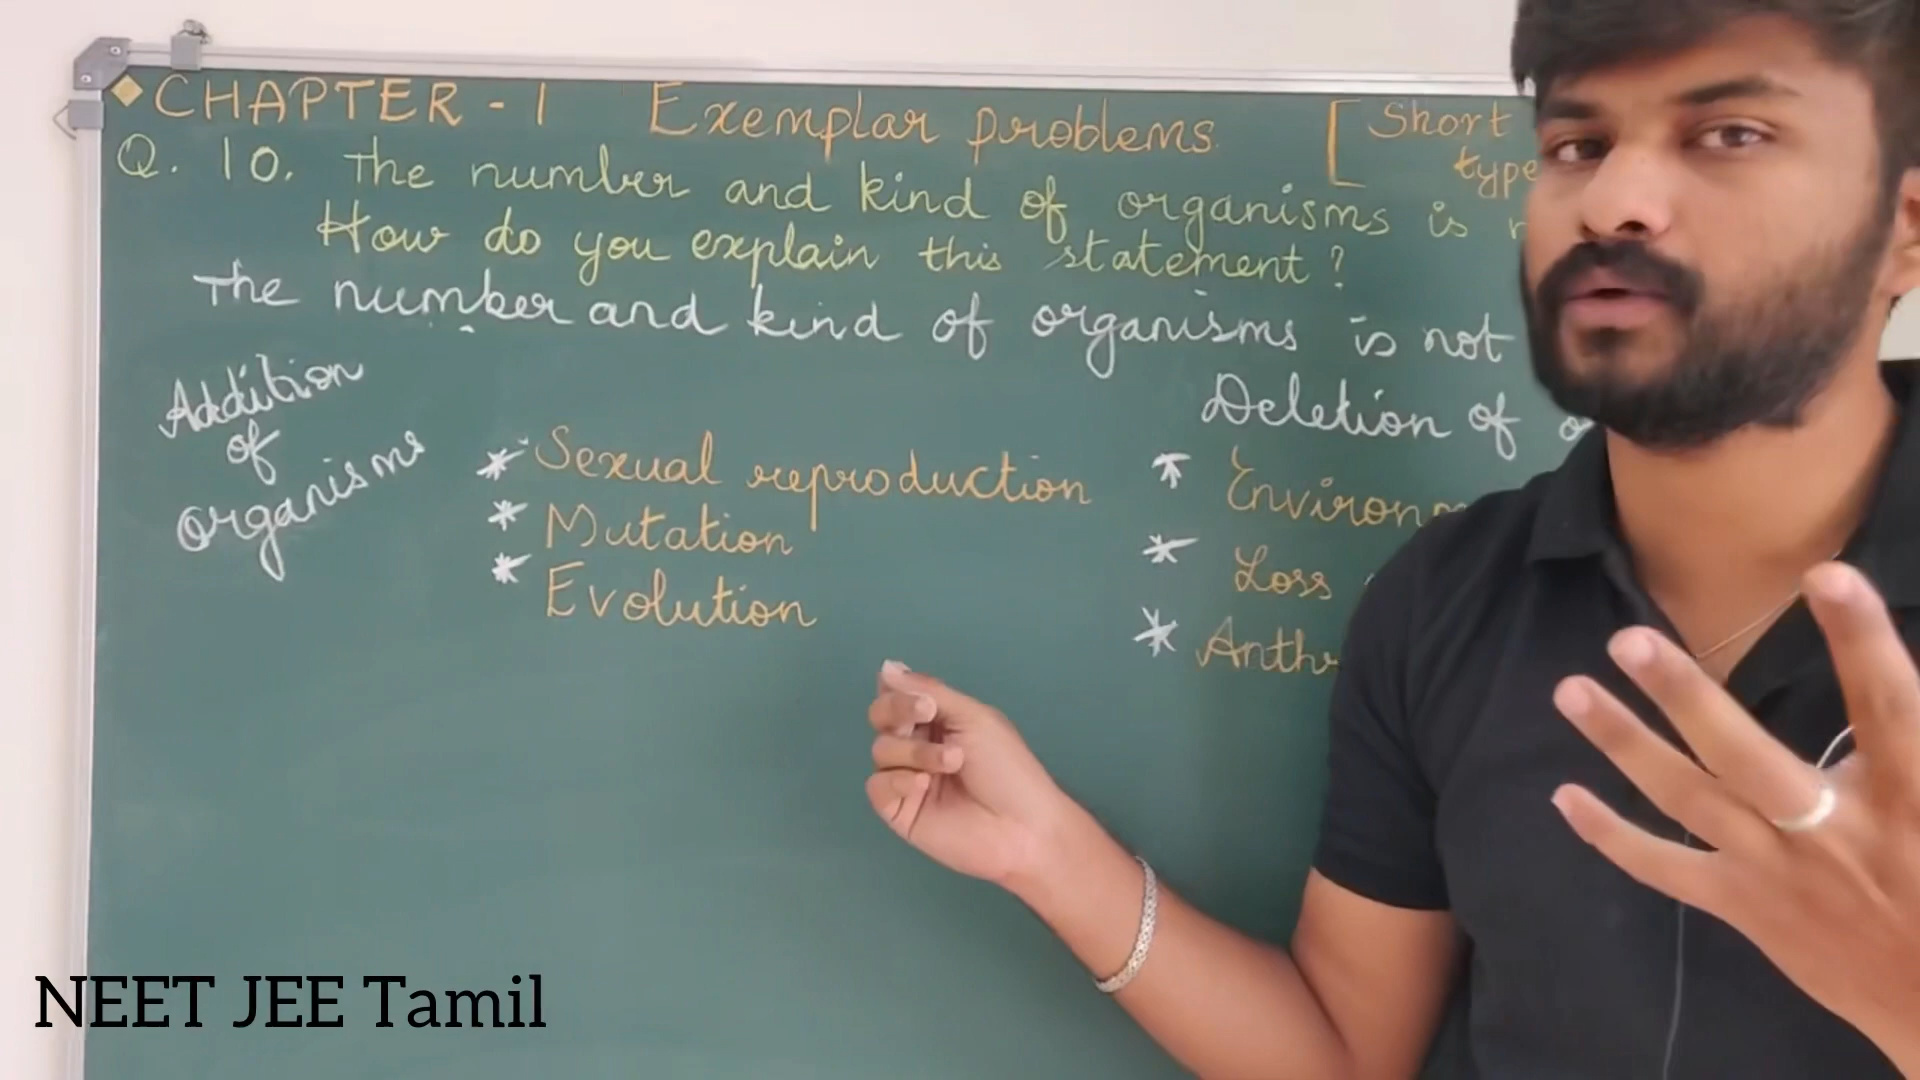 CHAPTER - 1 Exemplar problems. [Short
type
Q. 10. The number and kind of organisms is
How do you explain this statement?
The number and kind of organisms is not
Addition
of
organisms
* Sexual reproduction
* Mutation
* Evolution
Deletion of
*
* Loss
*
NEET JEE Tamil